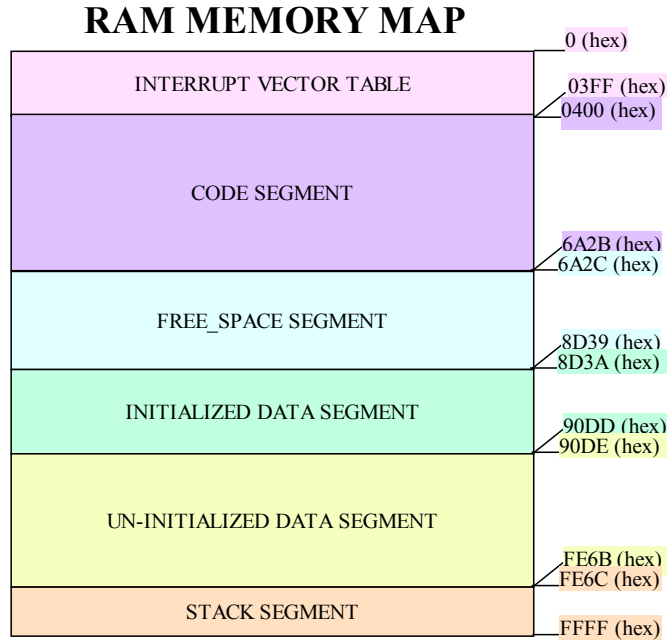 RAM MEMORY MAP
0 (hex)
INTERRUPT VECTOR TABLE
03FF (hex)
0400 (hex)
CODE SEGMENT
6A2B (hex)
6A2C (hex)
FREE_SPACE SEGMENT
8D39 (hex)
8D3A (hex)
INITIALIZED DATA SEGMENT
90DD (hex)
90DE (hex)
UN-INITIALIZED DATA SEGMENT
FE6B (hex)
FE6C (hex)
STACK SEGMENT
FFFF (hex)